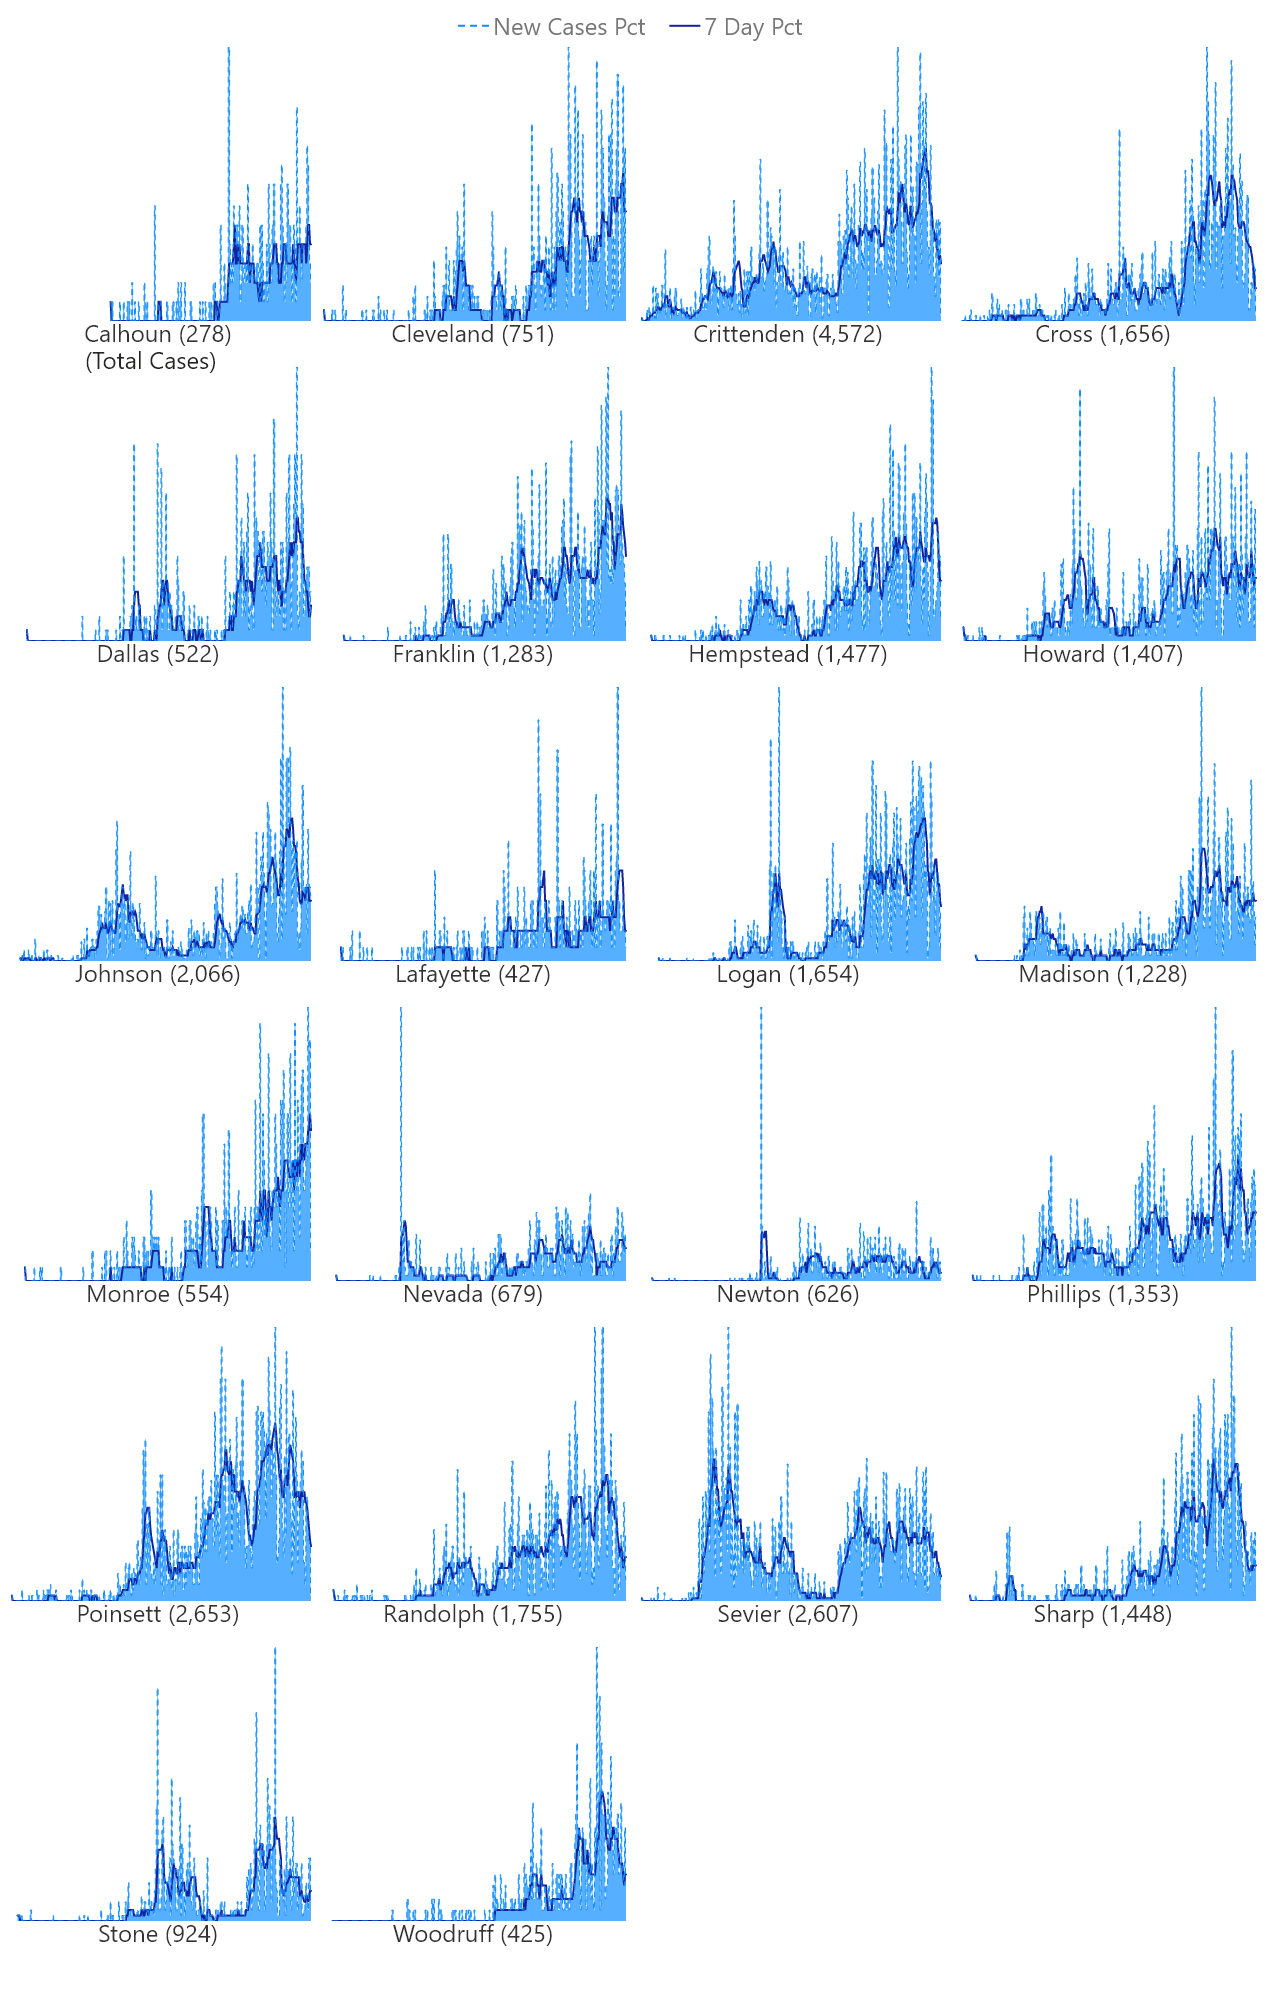 New Cases Pct 7 Day Pct
Calhoun (278) Cleveland (751) Crittenden (4,572) Cross (1,656)
(Total Cases)
Dallas (522) Franklin (1,283) Hempstead (1,477) Howard (1,407)
Johnson (2,066) Lafayette (427) Logan (1,654) Madison (1,228)
Monroe (554) Nevada (679) Newton (626) Phillips (1,353)
Poinsett (2,653) Randolph (1,755) Sevier (2,607) Sharp (1,448)
Stone (924) Woodruff (425)